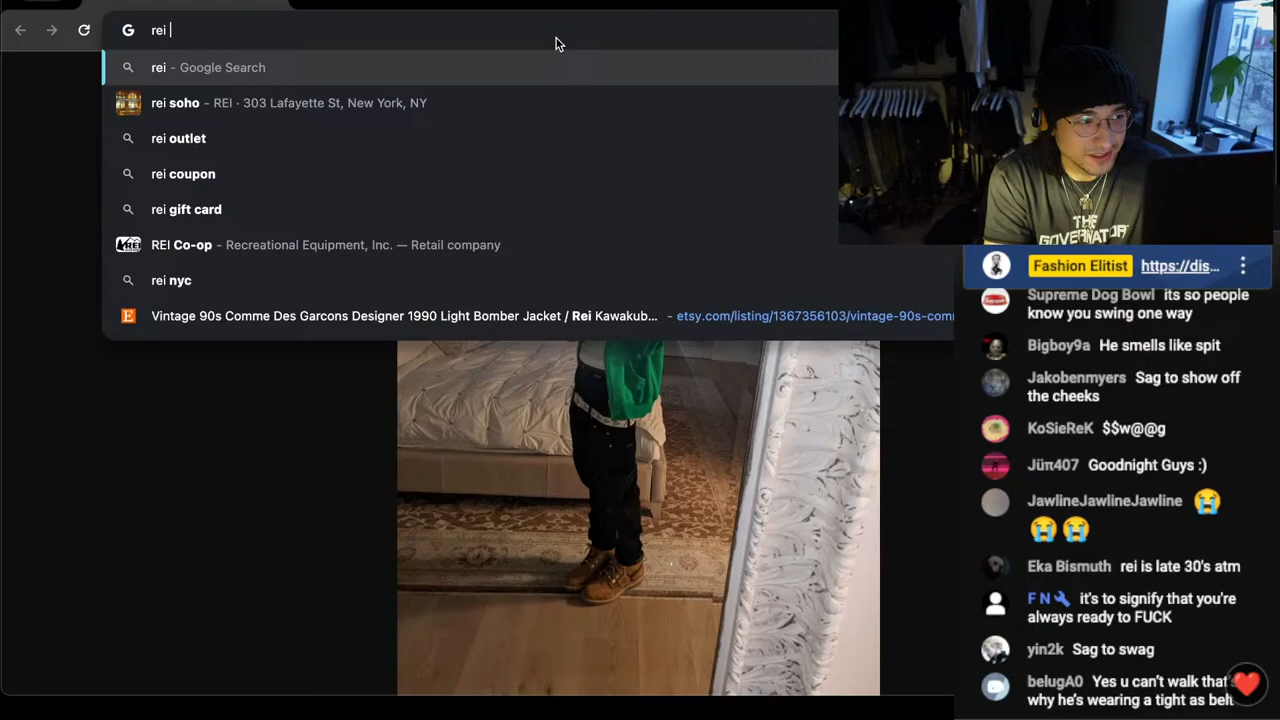 rei
rei - Google Search
rei soho - REI · 303 Lafayette St, New York, NY
rei outlet
rei coupon
rei gift card
REI Co-op - Recreational Equipment, Inc. — Retail company
rei nyc
Vintage 90s Comme Des Garcons Designer 1990 Light Bomber Jacket / Rei Kawakub... - etsy.com/listing/1367356103/vintage-90s-com
THE
GOVERNATOR
Fashion Elitist https://dis...
Supreme Dog Bowl its so people
know you swing one way
Bigboy9a He smells like spit
Jakobenmyers Sag to show off
the cheeks
KoSieReK $$w@@g
Jüπ407 Goodnight Guys :)
JawlineJawlineJawline 😭
😭😭
Eka Bismuth rei is late 30's atm
F N🔧 it's to signify that you're
always ready to FUCK
yin2k Sag to swag
belugA0 Yes u can't walk that
why he's wearing a tight as belt